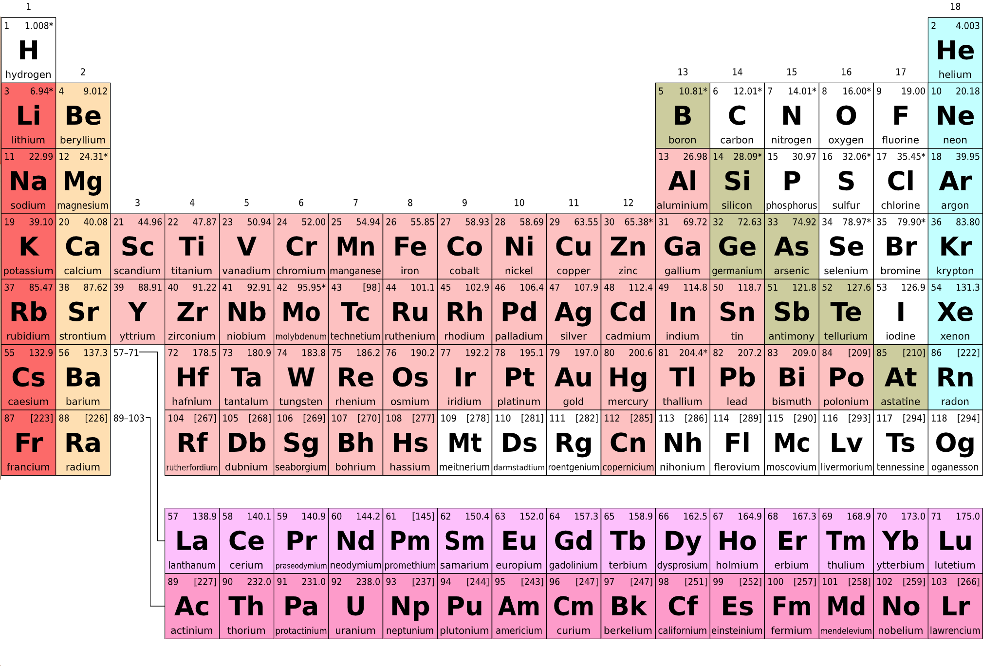 1 18
1 1.008* 2 4.003
H He
hydrogen 2 13 14 15 16 17 helium
3 6.94* 4 9.012 5 10.81* 6 12.01* 7 14.01* 8 16.00* 9 19.00 10 20.18
Li Be B C N O F Ne
lithium beryllium boron carbon nitrogen oxygen fluorine neon
11 22.99 12 24.31* 13 26.98 14 28.09* 15 30.97 16 32.06* 17 35.45* 18 39.95
Na Mg Al Si P S Cl Ar
sodium magnesium 3 4 5 6 7 8 9 10 11 12 aluminium silicon phosphorus sulfur chlorine argon
19 39.10 20 40.08 21 44.96 22 47.87 23 50.94 24 52.00 25 54.94 26 55.85 27 58.93 28 58.69 29 63.55 30 65.38* 31 69.72 32 72.63 33 74.92 34 78.97* 35 79.90* 36 83.80
K Ca Sc Ti V Cr Mn Fe Co Ni Cu Zn Ga Ge As Se Br Kr
potassium calcium scandium titanium vanadium chromium manganese iron cobalt nickel copper zinc gallium germanium arsenic selenium bromine krypton
37 85.47 38 87.62 39 88.91 40 91.22 41 92.91 42 95.95* 43 [98] 44 101.1 45 102.9 46 106.4 47 107.9 48 112.4 49 114.8 50 118.7 51 121.8 52 127.6 53 126.9 54 131.3
Rb Sr Y Zr Nb Mo Tc Ru Rh Pd Ag Cd In Sn Sb Te I Xe
rubidium strontium yttrium zirconium niobium molybdenum technetium ruthenium rhodium palladium silver cadmium indium tin antimony tellurium iodine xenon
55 132.9 56 137.3 57–71 72 178.5 73 180.9 74 183.8 75 186.2 76 190.2 77 192.2 78 195.1 79 197.0 80 200.6 81 204.4* 82 207.2 83 209.0 84 [209] 85 [210] 86 [222]
Cs Ba Hf Ta W Re Os Ir Pt Au Hg Tl Pb Bi Po At Rn
caesium barium hafnium tantalum tungsten rhenium osmium iridium platinum gold mercury thallium lead bismuth polonium astatine radon
87 [223] 88 [226] 89–103 104 [267] 105 [268] 106 [269] 107 [270] 108 [277] 109 [278] 110 [281] 111 [282] 112 [285] 113 [286] 114 [289] 115 [290] 116 [293] 117 [294] 118 [294]
Fr Ra Rf Db Sg Bh Hs Mt Ds Rg Cn Nh Fl Mc Lv Ts Og
francium radium rutherfordium dubnium seaborgium bohrium hassium meitnerium darmstadtium roentgenium copernicium nihonium flerovium moscovium livermorium tennessine oganesson
57 138.9 58 140.1 59 140.9 60 144.2 61 [145] 62 150.4 63 152.0 64 157.3 65 158.9 66 162.5 67 164.9 68 167.3 69 168.9 70 173.0 71 175.0
La Ce Pr Nd Pm Sm Eu Gd Tb Dy Ho Er Tm Yb Lu
lanthanum cerium praseodymium neodymium promethium samarium europium gadolinium terbium dysprosium holmium erbium thulium ytterbium lutetium
89 [227] 90 232.0 91 231.0 92 238.0 93 [237] 94 [244] 95 [243] 96 [247] 97 [247] 98 [251] 99 [252] 100 [257] 101 [258] 102 [259] 103 [266]
Ac Th Pa U Np Pu Am Cm Bk Cf Es Fm Md No Lr
actinium thorium protactinium uranium neptunium plutonium americium curium berkelium californium einsteinium fermium mendelevium nobelium lawrencium